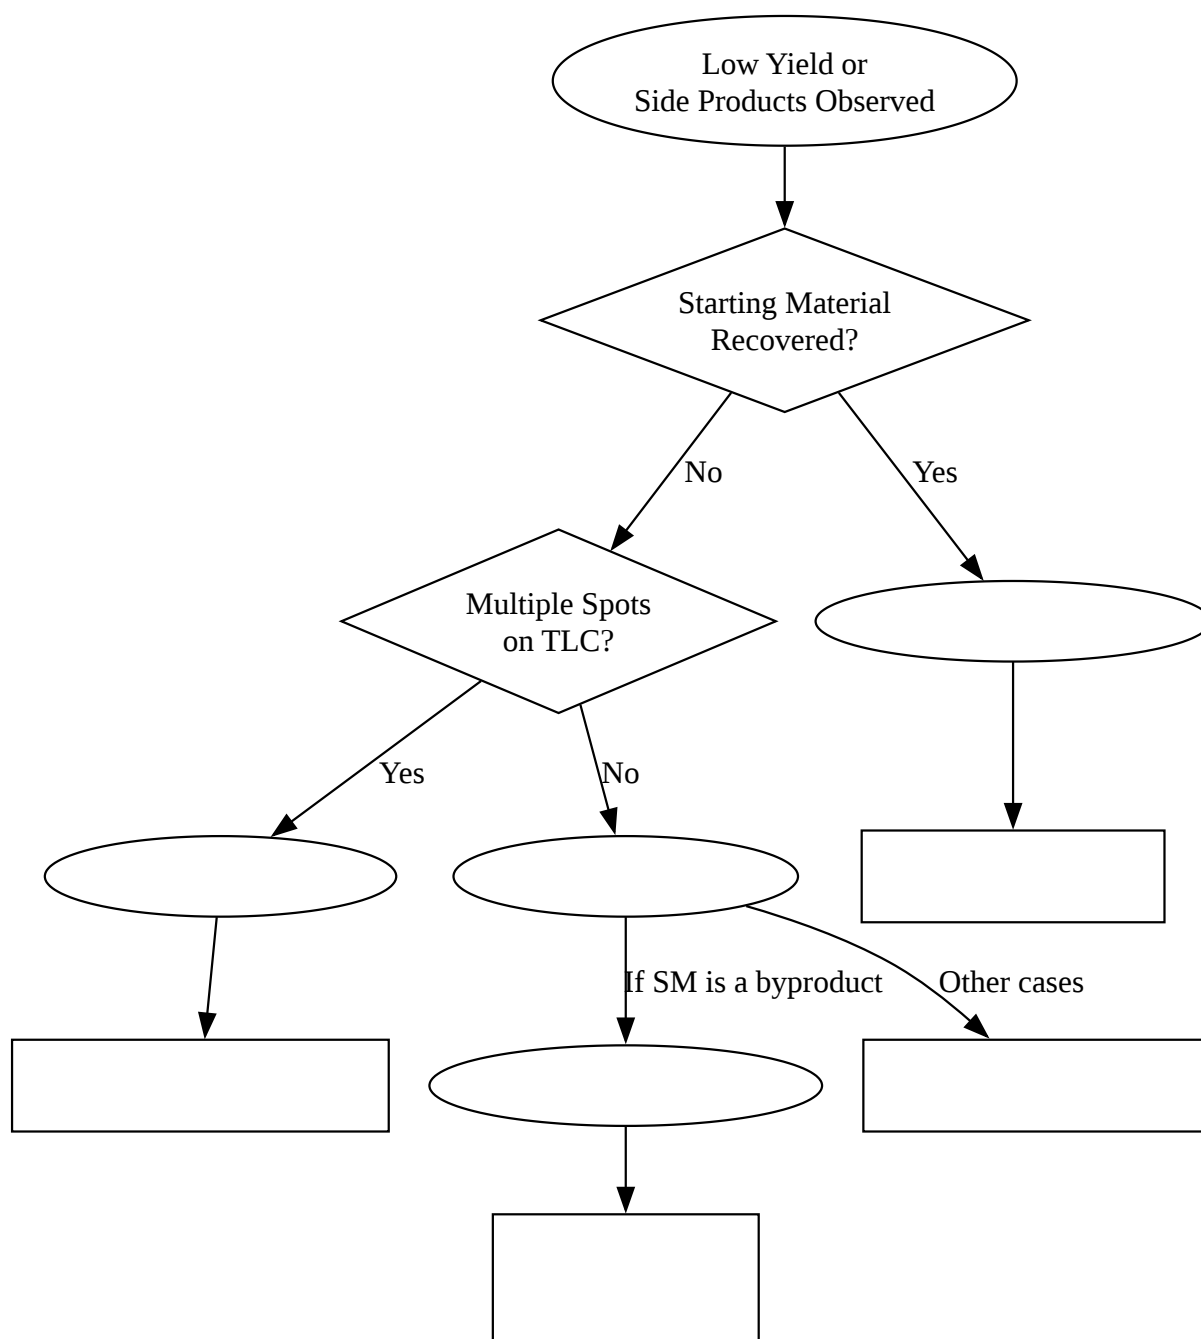 Low Yield or
Side Products Observed
Starting Material
Recovered?
No
Yes
Multiple Spots
on TLC?
Yes
No
If SM is a byproduct
Other cases